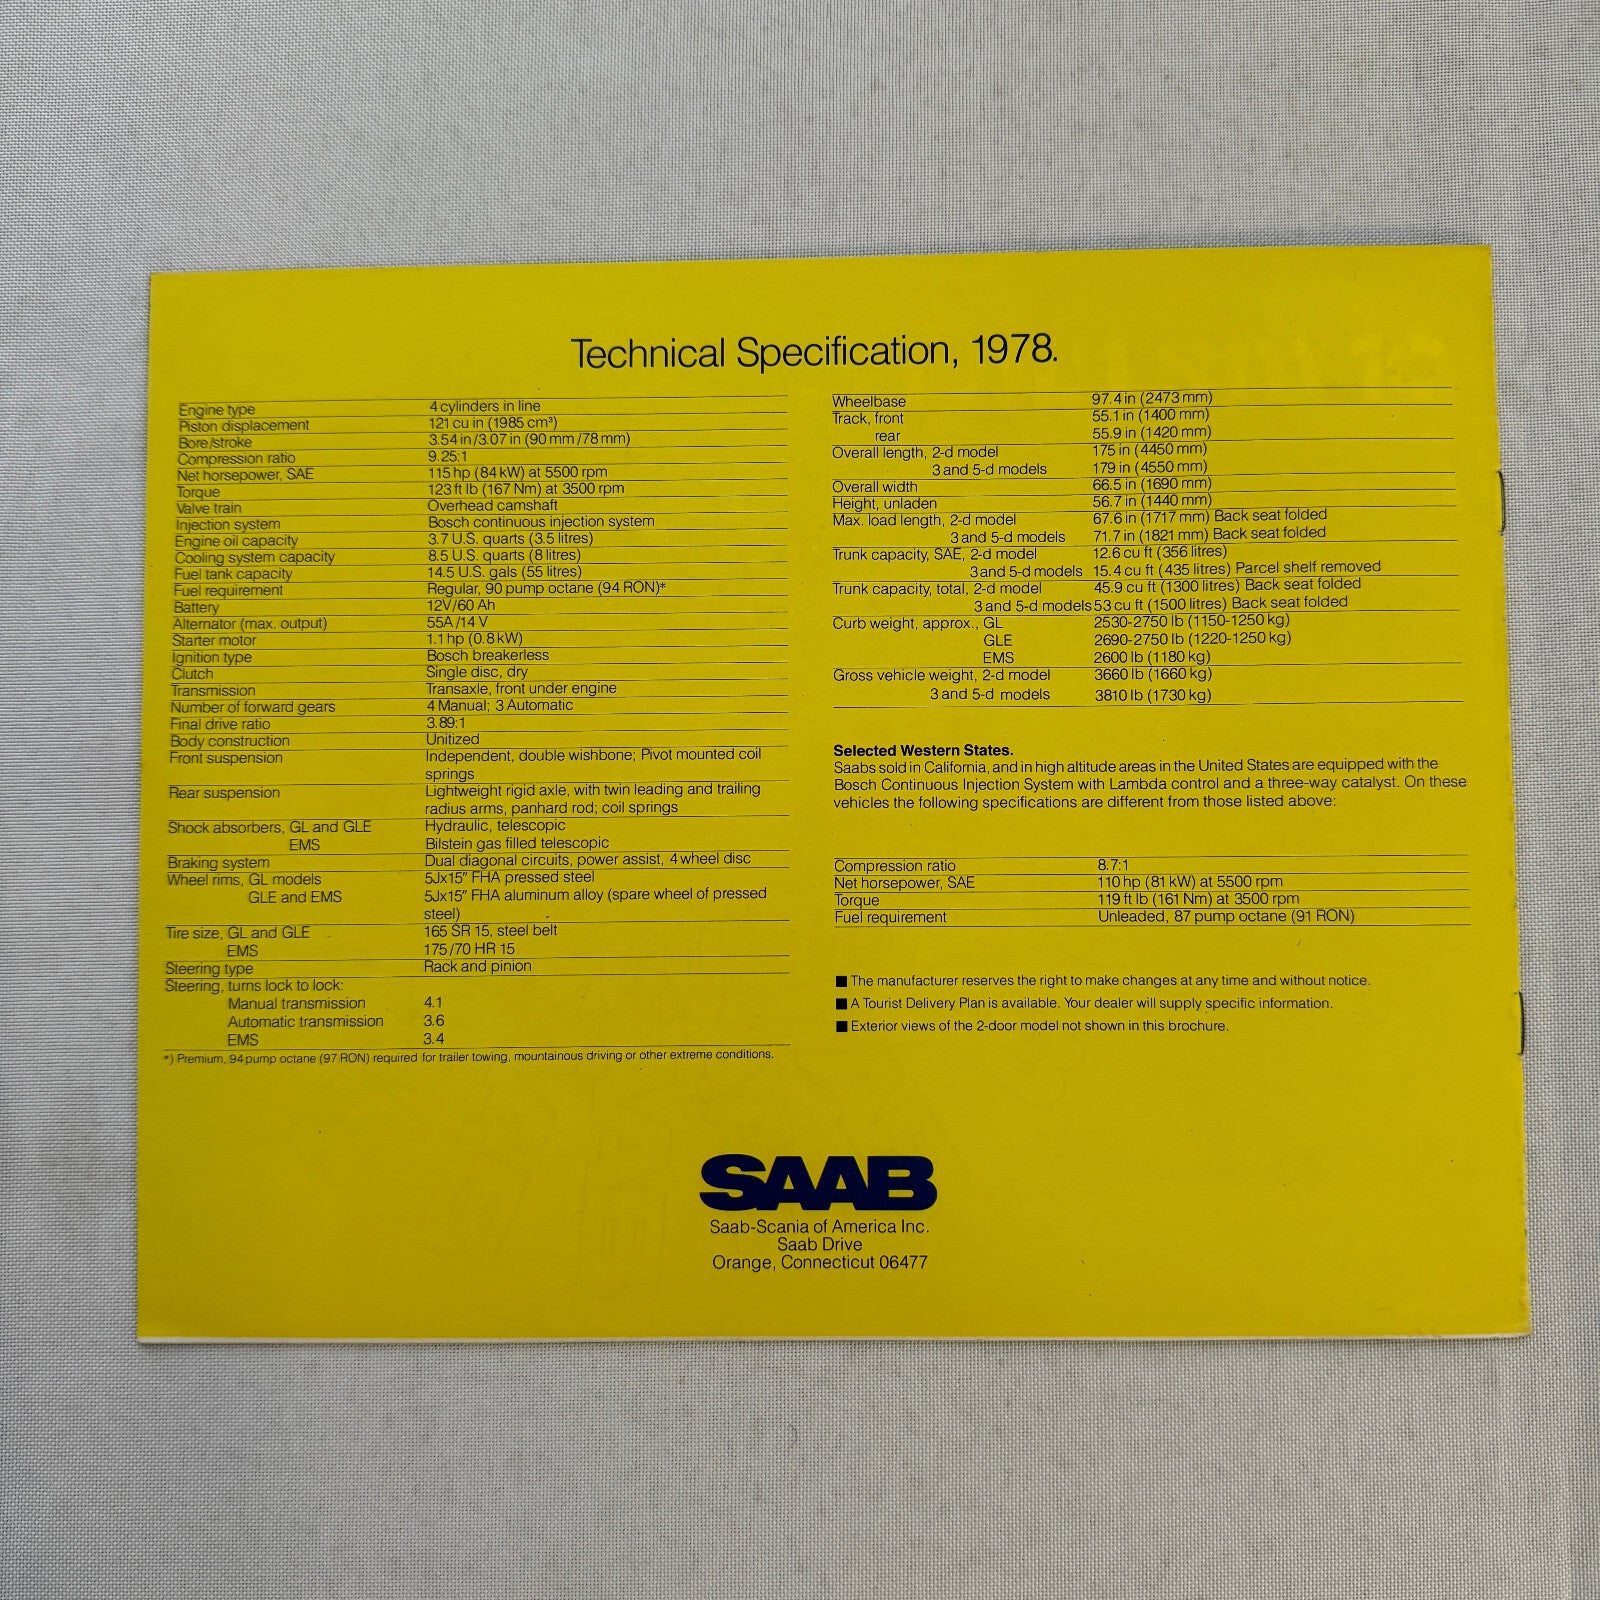 Technical Specification, 1978.
Engine type 4 cylinders in line
Piston displacement 121 cu in (1985 cm³)
Bore/stroke 3.54 in/3.07 in (90 mm/78 mm)
Compression ratio 9.25:1
Net horsepower, SAE 115 hp (84 kW) at 5500 rpm
Torque 123 ft lb (167 Nm) at 3500 rpm
Valve train Overhead camshaft
Injection system Bosch continuous injection system
Engine oil capacity 3.7 U.S. quarts (3.5 litres)
Cooling system capacity 8.5 U.S. quarts (8 litres)
Fuel tank capacity 14.5 U.S. gals (55 litres)
Fuel requirement Regular, 90 pump octane (94 RON)*
Battery 12V/60 Ah
Alternator (max. output) 55A/14 V
Starter motor 1.1 hp (0.8 kW)
Ignition type Bosch breakerless
Clutch Single disc, dry
Transmission Transaxle, front under engine
Number of forward gears 4 Manual; 3 Automatic
Final drive ratio 3.89:1
Body construction Unitized
Front suspension Independent, double wishbone; Pivot mounted coil
springs
Rear suspension Lightweight rigid axle, with twin leading and trailing
radius arms, panhard rod; coil springs
Shock absorbers, GL and GLE Hydraulic, telescopic
EMS Bilstein gas filled telescopic
Braking system Dual diagonal circuits, power assist, 4 wheel disc
Wheel rims, GL models 5Jx15″ FHA pressed steel
GLE and EMS 5Jx15″ FHA aluminum alloy (spare wheel of pressed
steel)
Tire size, GL and GLE 165 SR 15, steel belt
EMS 175/70 HR 15
Steering type Rack and pinion
Steering, turns lock to lock:
Manual transmission 4.1
Automatic transmission 3.6
EMS 3.4
*) Premium, 94 pump octane (97 RON) required for trailer towing, mountainous driving or other extreme conditions.
Wheelbase 97.4 in (2473 mm)
Track, front 55.1 in (1400 mm)
rear 55.9 in (1420 mm)
Overall length, 2-d model 175 in (4450 mm)
3 and 5-d models 179 in (4550 mm)
Overall width 66.5 in (1690 mm)
Height, unladen 56.7 in (1440 mm)
Max. load length, 2-d model 67.6 in (1717 mm) Back seat folded
3 and 5-d models 71.7 in (1821 mm) Back seat folded
Trunk capacity, SAE, 2-d model 12.6 cu ft (356 litres)
3 and 5-d models 15.4 cu ft (435 litres) Parcel shelf removed
Trunk capacity, total, 2-d model 45.9 cu ft (1300 litres) Back seat folded
3 and 5-d models 53 cu ft (1500 litres) Back seat folded
Curb weight, approx., GL 2530-2750 lb (1150-1250 kg)
GLE 2690-2750 lb (1220-1250 kg)
EMS 2600 lb (1180 kg)
Gross vehicle weight, 2-d model 3660 lb (1660 kg)
3 and 5-d models 3810 lb (1730 kg)
Selected Western States.
Saabs sold in California, and in high altitude areas in the United States are equipped with the
Bosch Continuous Injection System with Lambda control and a three-way catalyst. On these
vehicles the following specifications are different from those listed above:
Compression ratio 8.7:1
Net horsepower, SAE 110 hp (81 kW) at 5500 rpm
Torque 119 ft lb (161 Nm) at 3500 rpm
Fuel requirement Unleaded, 87 pump octane (91 RON)
■ The manufacturer reserves the right to make changes at any time and without notice.
■ A Tourist Delivery Plan is available. Your dealer will supply specific information.
■ Exterior views of the 2-door model not shown in this brochure.
SAAB
Saab-Scania of America Inc.
Saab Drive
Orange, Connecticut 06477